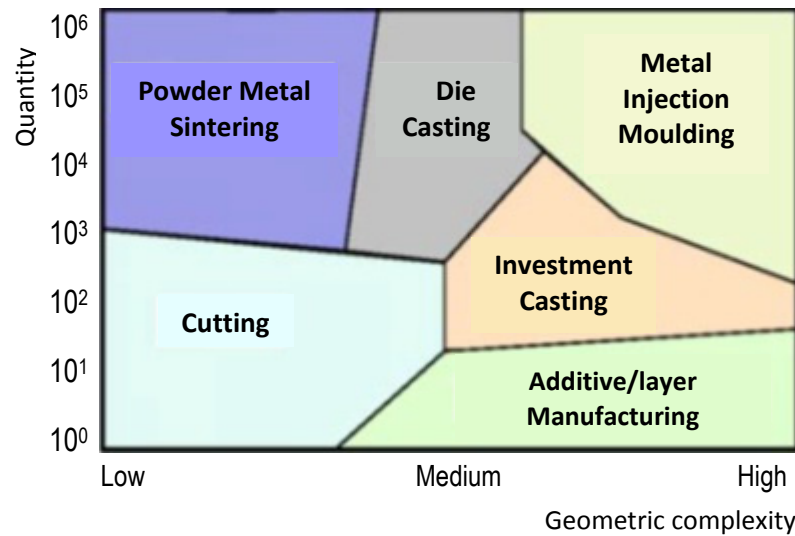 Quantity
10⁶
10⁵
10⁴
10³
10²
10¹
10⁰
Powder Metal
Sintering
Die
Casting
Metal
Injection
Moulding
Cutting
Investment
Casting
Additive/layer
Manufacturing
Low
Medium
High
Geometric complexity